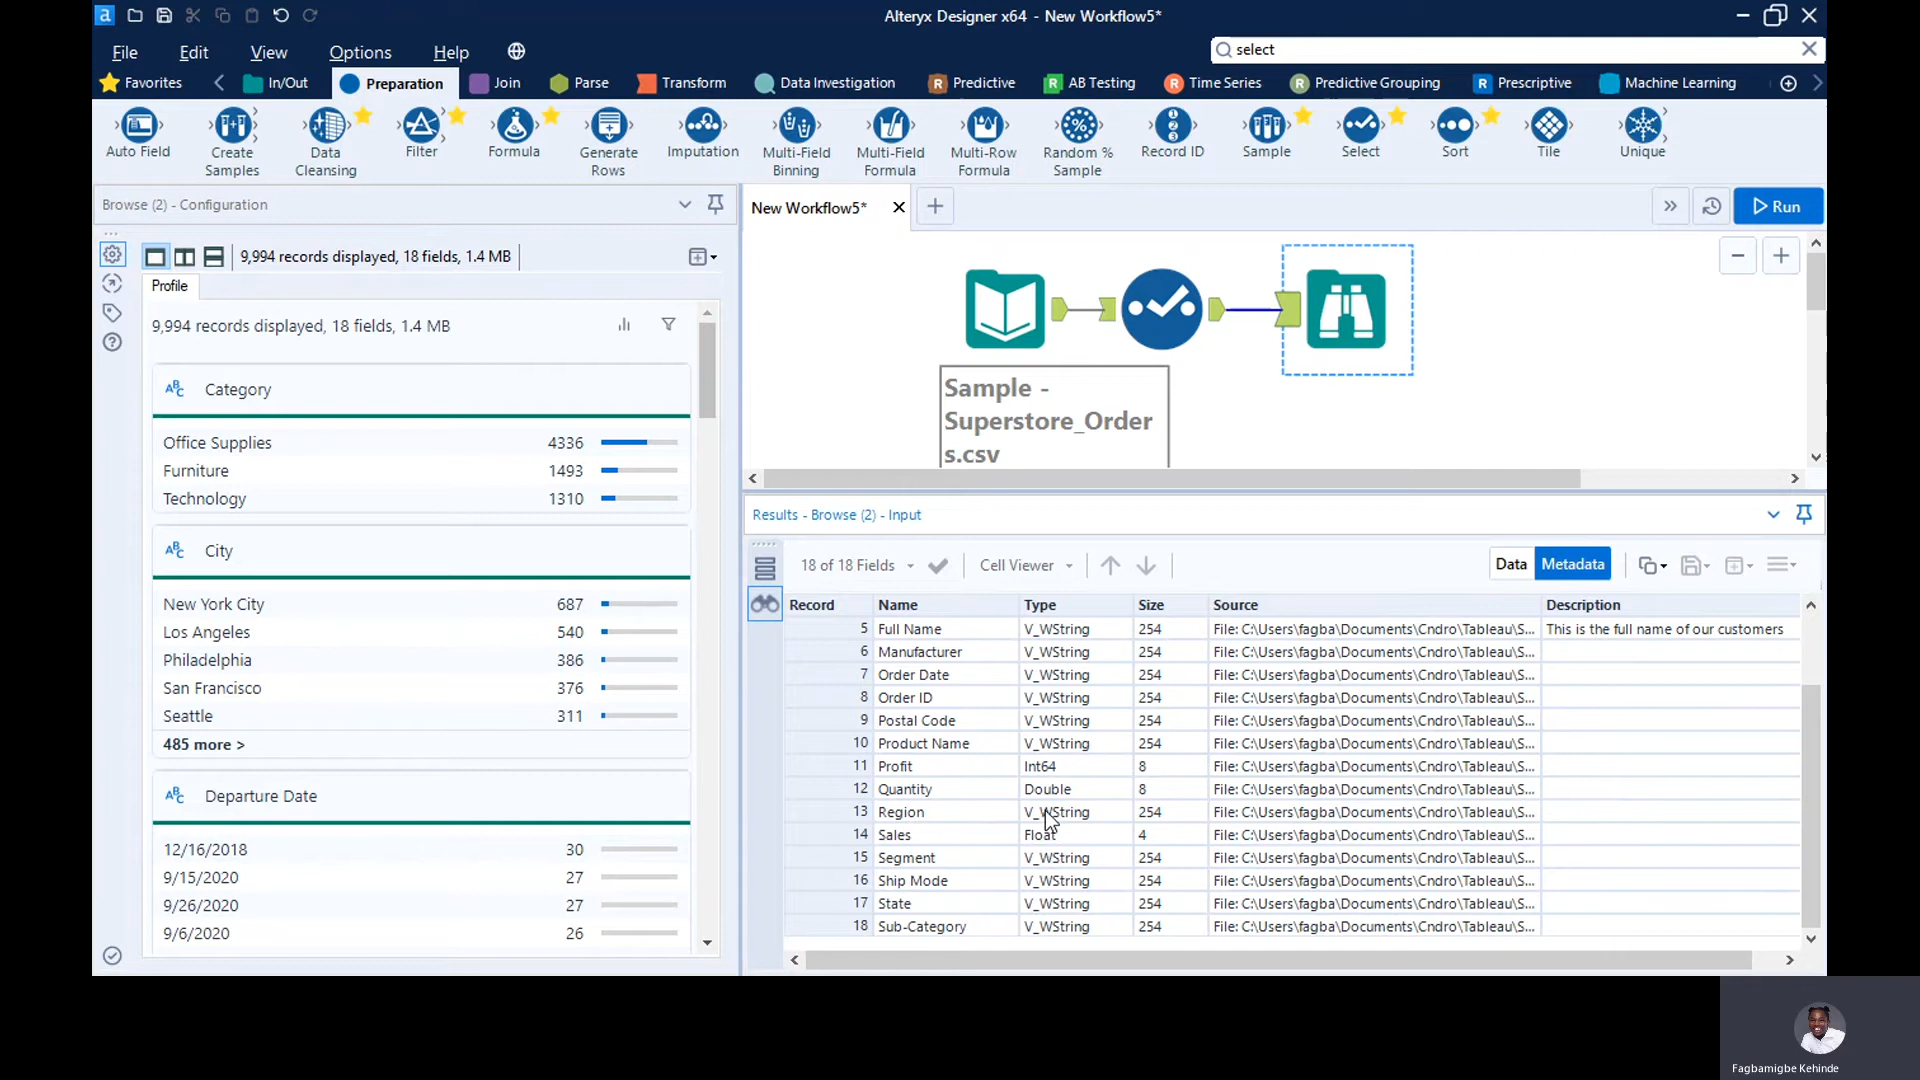 a
Alteryx Designer x64 - New Workflow5*
File Edit View Options Help
select
Favorites In/Out Preparation Join Parse Transform Data Investigation Predictive AB Testing Time Series Predictive Grouping Prescriptive Machine Learning
Auto Field
Create Samples
Data Cleansing
Filter
Formula
Generate Rows
Imputation
Multi-Field Binning
Multi-Field Formula
Multi-Row Formula
Random % Sample
Record ID
Sample
Select
Sort
Tile
Unique
Browse (2) - Configuration
9,994 records displayed, 18 fields, 1.4 MB
Profile
9,994 records displayed, 18 fields, 1.4 MB
Category
Office Supplies 4336
Furniture 1493
Technology 1310
City
New York City 687
Los Angeles 540
Philadelphia 386
San Francisco 376
Seattle 311
485 more >
Departure Date
12/16/2018 30
9/15/2020 27
9/26/2020 27
9/6/2020 26
New Workflow5*
Run
Sample -
Superstore_Order
s.csv
Results - Browse (2) - Input
18 of 18 Fields Cell Viewer Data Metadata
Record Name Type Size Source Description
5 Full Name V_WString 254 File: C:\Users\fagba\Documents\Cndro\Tableau\S... This is the full name of our customers
6 Manufacturer V_WString 254 File: C:\Users\fagba\Documents\Cndro\Tableau\S...
7 Order Date V_WString 254 File: C:\Users\fagba\Documents\Cndro\Tableau\S...
8 Order ID V_WString 254 File: C:\Users\fagba\Documents\Cndro\Tableau\S...
9 Postal Code V_WString 254 File: C:\Users\fagba\Documents\Cndro\Tableau\S...
10 Product Name V_WString 254 File: C:\Users\fagba\Documents\Cndro\Tableau\S...
11 Profit Int64 8 File: C:\Users\fagba\Documents\Cndro\Tableau\S...
12 Quantity Double 8 File: C:\Users\fagba\Documents\Cndro\Tableau\S...
13 Region V_WString 254 File: C:\Users\fagba\Documents\Cndro\Tableau\S...
14 Sales Float 4 File: C:\Users\fagba\Documents\Cndro\Tableau\S...
15 Segment V_WString 254 File: C:\Users\fagba\Documents\Cndro\Tableau\S...
16 Ship Mode V_WString 254 File: C:\Users\fagba\Documents\Cndro\Tableau\S...
17 State V_WString 254 File: C:\Users\fagba\Documents\Cndro\Tableau\S...
18 Sub-Category V_WString 254 File: C:\Users\fagba\Documents\Cndro\Tableau\S...
Fagbamigbe Kehinde